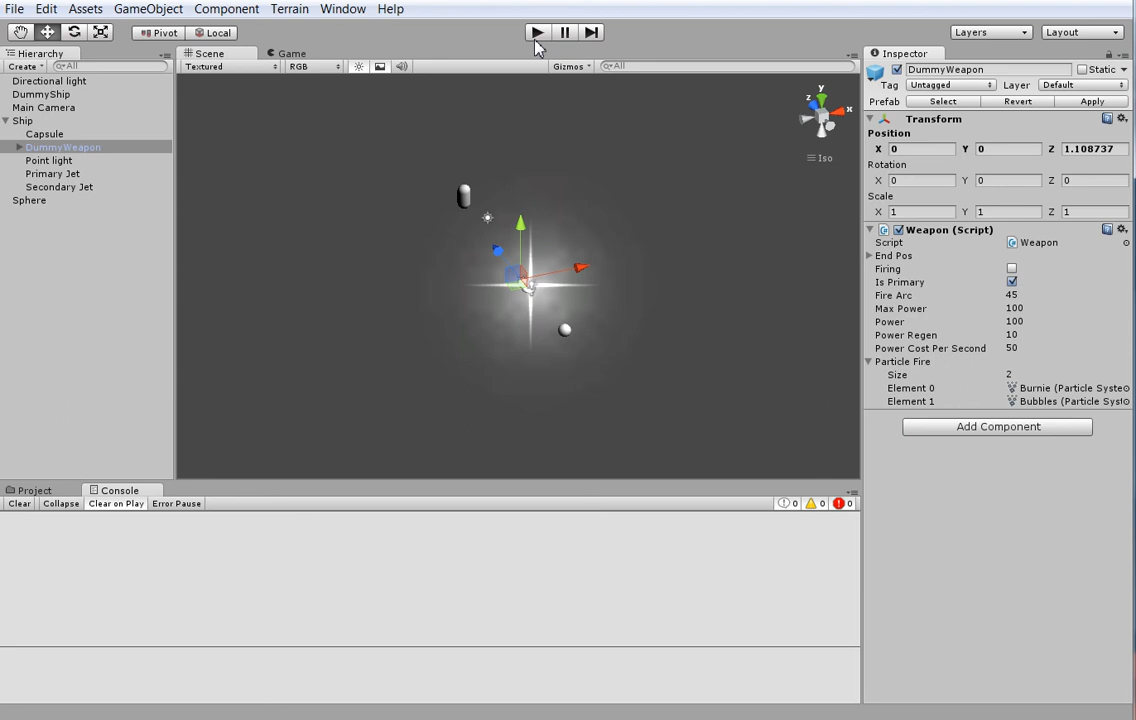 File Edit Assets GameObject Component Terrain Window Help
Pivot Local Layers Layout
Hierarchy
Create All
Directional light
DummyShip
Main Camera
Ship
Capsule
DummyWeapon
Point light
Primary Jet
Secondary Jet
Sphere
Scene Game
Textured RGB Gizmos All
y
z
x
Iso
Inspector
DummyWeapon Static
Tag Untagged Layer Default
Prefab Select Revert Apply
Transform
Position
X 0 Y 0 Z 1.108737
Rotation
X 0 Y 0 Z 0
Scale
X 1 Y 1 Z 1
Weapon (Script)
Script Weapon
End Pos
Firing
Is Primary
Fire Arc 45
Max Power 100
Power 100
Power Regen 10
Power Cost Per Second 50
Particle Fire
Size 2
Element 0 Burnie (Particle Syste
Element 1 Bubbles (Particle Syst
Add Component
Project Console
Clear Collapse Clear on Play Error Pause 0 0 0